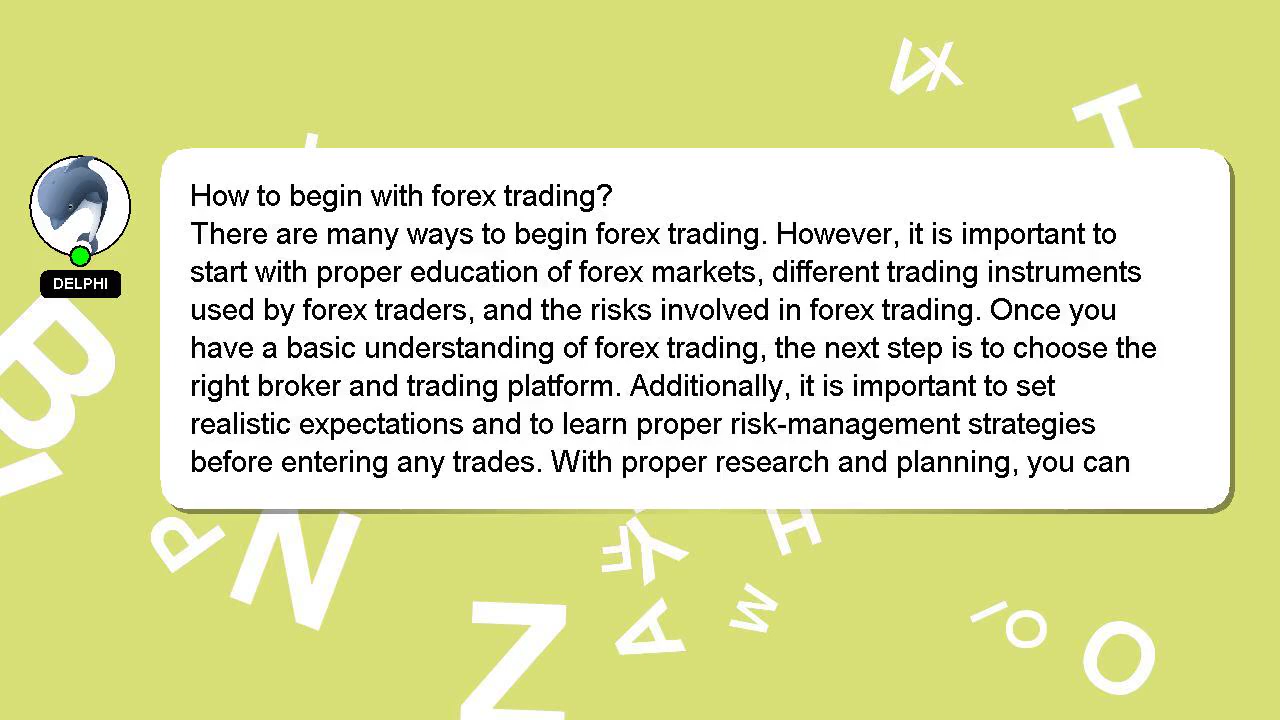 How to begin with forex trading?
There are many ways to begin forex trading. However, it is important to
start with proper education of forex markets, different trading instruments
used by forex traders, and the risks involved in forex trading. Once you
have a basic understanding of forex trading, the next step is to choose the
right broker and trading platform. Additionally, it is important to set
realistic expectations and to learn proper risk-management strategies
before entering any trades. With proper research and planning, you can
DELPHI
V
X
T
B
P
N
Z
F
Y
A
H
W
I
O
O